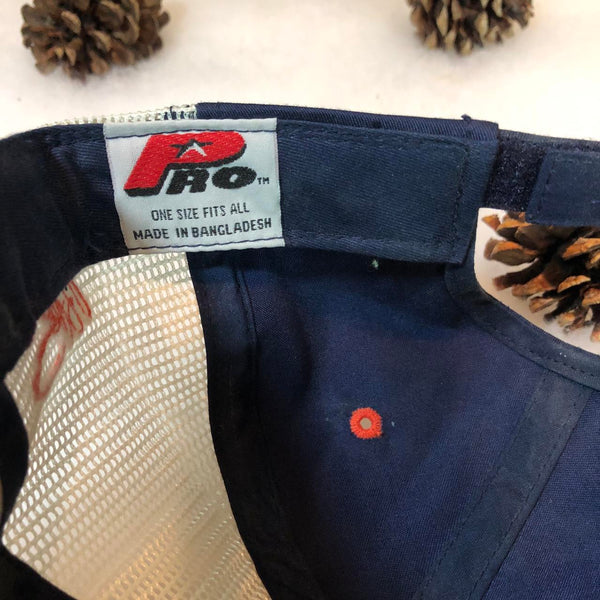 PRO™
ONE SIZE FITS ALL
MADE IN BANGLADESH